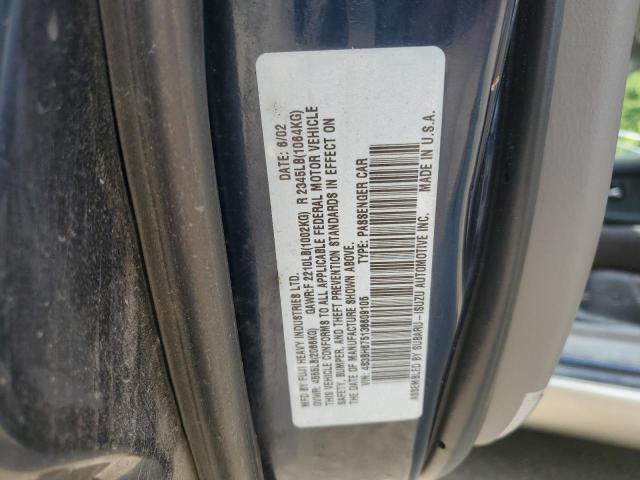 MFD BY FUJI HEAVY INDUSTRIES LTD. DATE: 6/02
GVWR: 4555LB(2066KG) GAWR:F 2210LB(1002KG) R 2345LB(1064KG)
THIS VEHICLE CONFORMS TO ALL APPLICABLE FEDERAL MOTOR VEHICLE
SAFETY, BUMPER, AND THEFT PREVENTION STANDARDS IN EFFECT ON
THE DATE OF MANUFACTURE SHOWN ABOVE.
VIN: 4S3BH675136609105 TYPE: PASSENGER CAR
ASSEMBLED BY SUBARU-ISUZU AUTOMOTIVE INC. MADE IN U.S.A.